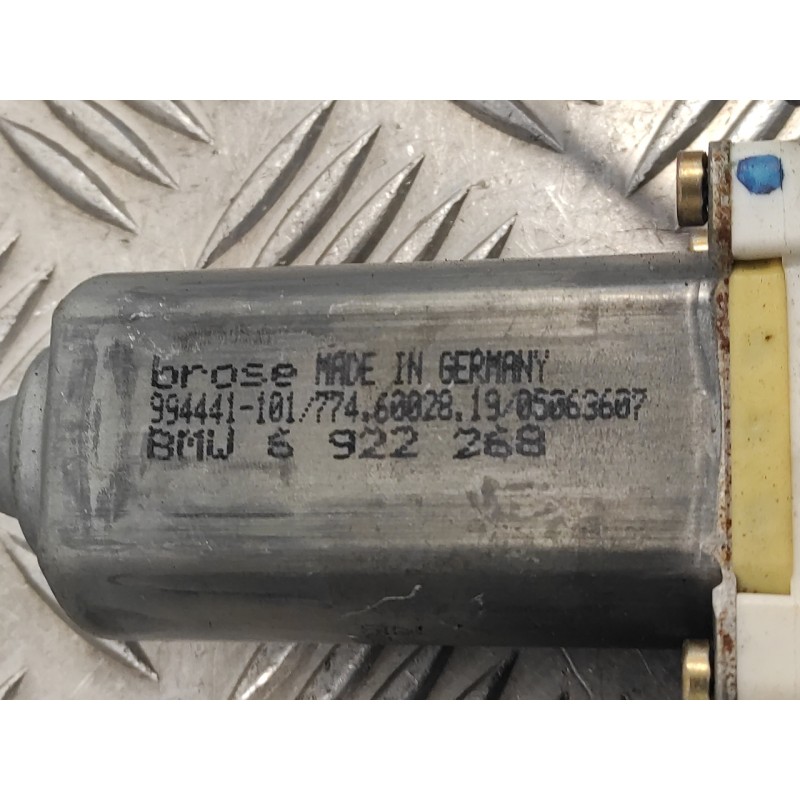 brose MADE IN GERMANY
994441-101/774.60028.19/05063607
BMW 6 922 268